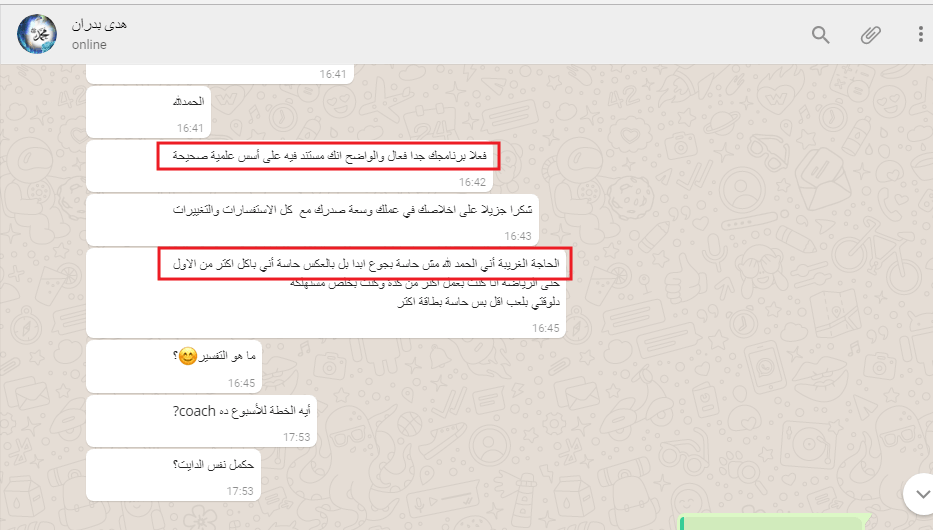 هدى بدران
online
16:41
الحمدلله
16:41
فعلا برنامجك جدا فعال والواضح انك مستند فيه على أسس علمية صحيحة
16:42
شكرا جزيلا على اخلاصك في عملك وسعة صدرك مع كل الاستفسارات والتغييرات
16:43
الحاجة الغريبة أني الحمد لله مش حاسة بجوع ابدا بل بالعكس حاسة أني باكل اكثر من الاول
حتى الرياضة انا كنت بعمل اكثر من كدة وكنت بخلص مستهلكة
دلوقتي بلعب اقل بس حاسة بطاقة اكثر
16:45
ما هو التفسير😊؟
16:45
أيه الخطة للأسبوع ده coach?
17:53
حكمل نفس الدايت؟
17:53